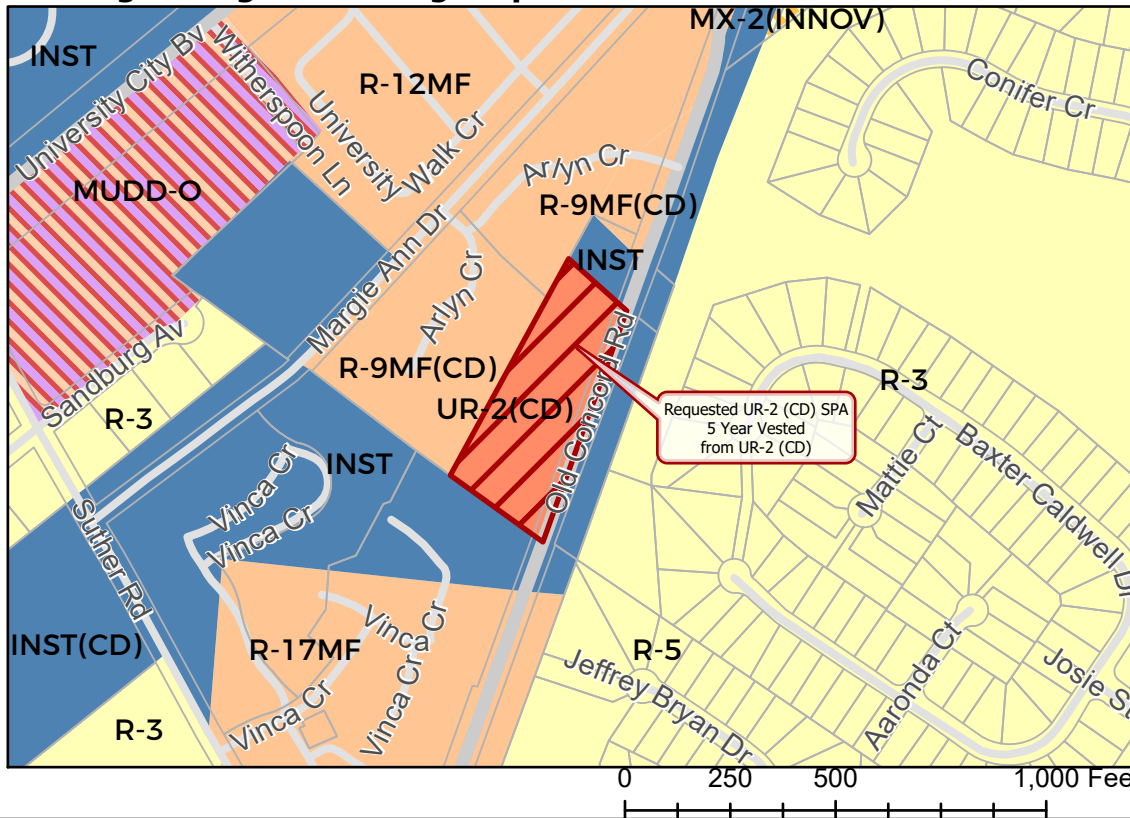 MX-2(INNOV)
INST
University City Bv
Witherspoon Ln
R-12MF
Conifer Cr
University
Walk Cr
Arlyn Cr
MUDD-O
R-9MF(CD)
INST
Margie Ann Dr
Arlyn Cr
Old Concord Rd
Sandburg Av
R-9MF(CD)
R-3
UR-2(CD)
Requested UR-2 (CD) SPA
5 Year Vested
from UR-2 (CD)
R-3
Mattie Ct
Baxter Caldwell Dr
INST
Vinca Cr
Vinca Cr
Suther Rd
INST(CD)
R-17MF
Vinca Cr
Vinca Cr
Vinca Cr
R-5
Jeffrey Bryan Dr
Aaronda Ct
Josie St
R-3
0 250 500 1,000 Fee